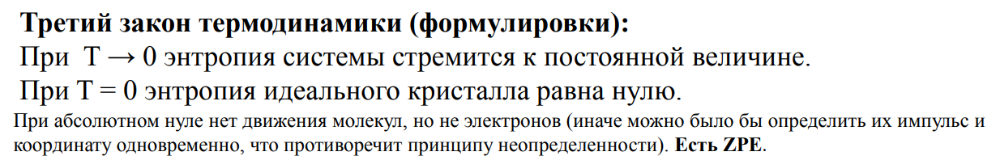 Третий закон термодинамики (формулировки):
При T → 0 энтропия системы стремится к постоянной величине.
При T = 0 энтропия идеального кристалла равна нулю.
При абсолютном нуле нет движения молекул, но не электронов (иначе можно было бы определить их импульс и
координату одновременно, что противоречит принципу неопределенности). Есть ZPE.